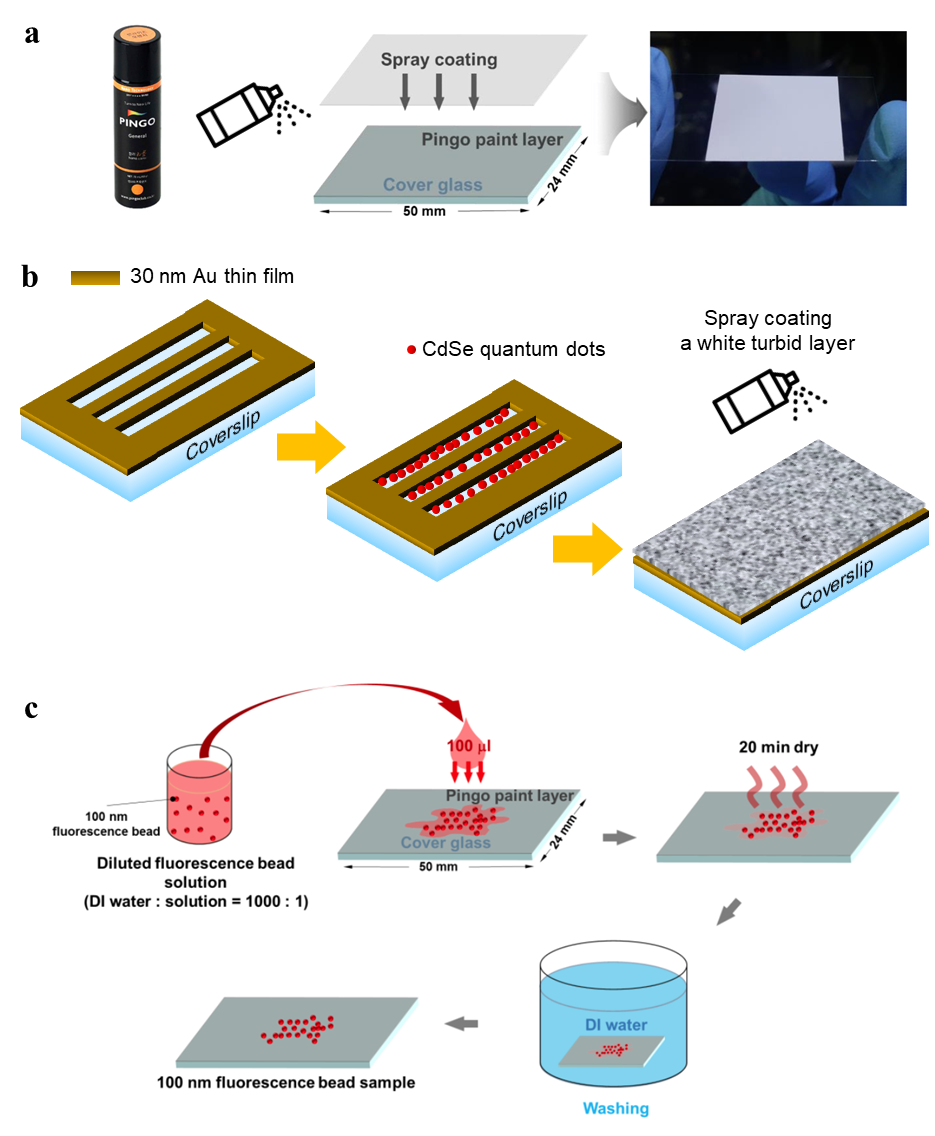 a
PINGO
General
Spray coating
Pingo paint layer
Cover glass
24 mm
50 mm
b
30 nm Au thin film
Coverslip
CdSe quantum dots
Coverslip
Spray coating
a white turbid layer
Coverslip
c
100 nm
fluorescence bead
Diluted fluorescence bead
solution
(DI water : solution = 1000 : 1)
100 µl
Pingo paint layer
Cover glass
24 mm
50 mm
20 min dry
DI water
Washing
100 nm fluorescence bead sample